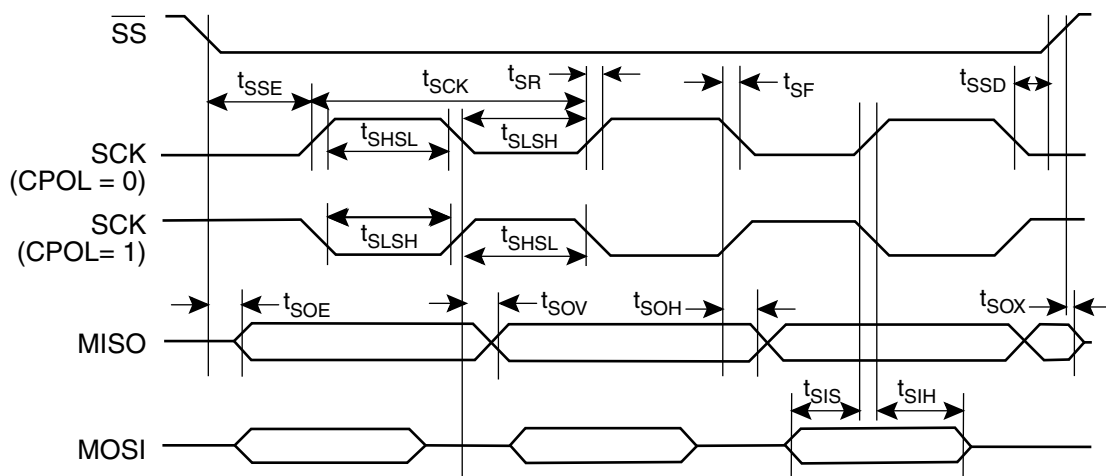 SS
tSSE
tSCK
tSR
tSF
tSSD
SCK
(CPOL = 0)
tSHSL
tSLSH
SCK
(CPOL= 1)
tSLSH
tSHSL
tSOE
tSOV
tSOH
tSOX
MISO
tSIS
tSIH
MOSI